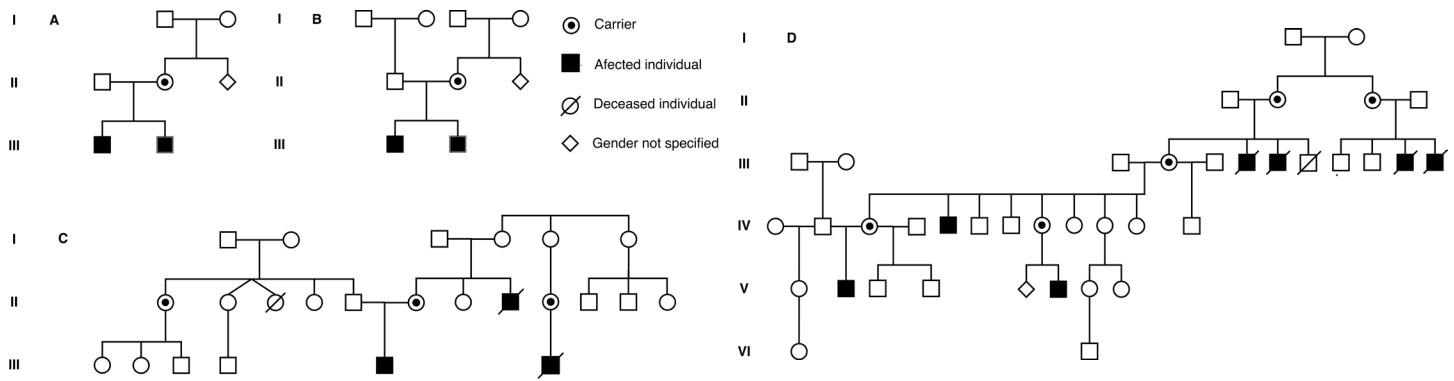 I A
II
III
I B
II
III
Carrier
Afected individual
Deceased individual
Gender not specified
I C
II
III
I D
II
III
IV
V
VI